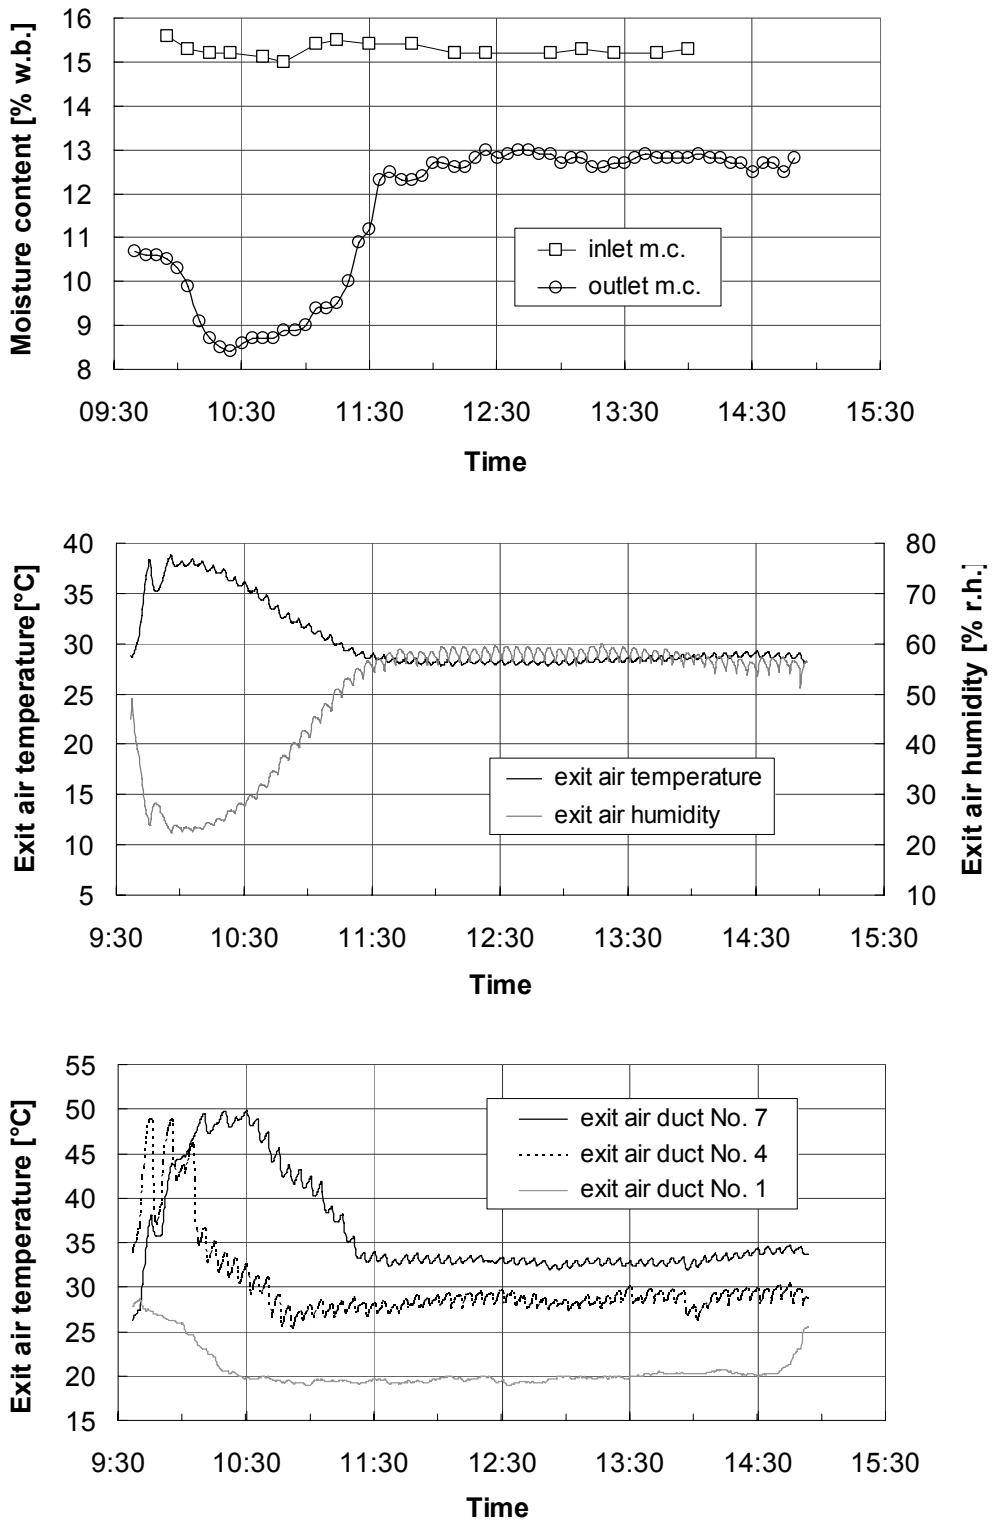 Moisture content [% w.b.]
16
15
14
13
12
11
10
9
8
inlet m.c.
outlet m.c.
09:30 10:30 11:30 12:30 13:30 14:30 15:30
Time
Exit air temperature[°C]
40
35
30
25
20
15
10
5
80
70
60
50
40
30
20
10
Exit air humidity [% r.h.]
exit air temperature
exit air humidity
9:30 10:30 11:30 12:30 13:30 14:30 15:30
Time
Exit air temperature [°C]
55
50
45
40
35
30
25
20
15
exit air duct No. 7
exit air duct No. 4
exit air duct No. 1
9:30 10:30 11:30 12:30 13:30 14:30 15:30
Time